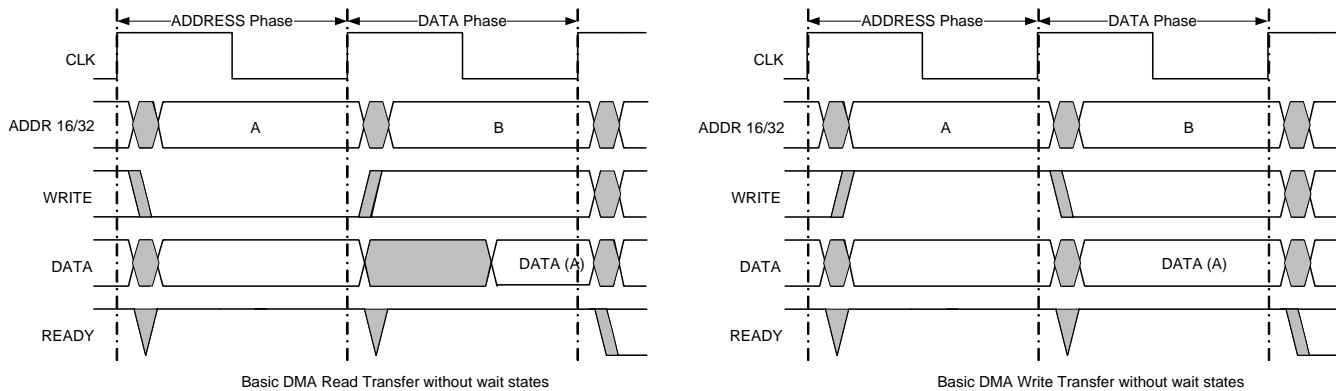 ADDRESS Phase DATA Phase
CLK
ADDR 16/32 A B
WRITE
DATA DATA (A)
READY
Basic DMA Read Transfer without wait states
ADDRESS Phase DATA Phase
CLK
ADDR 16/32 A B
WRITE
DATA DATA (A)
READY
Basic DMA Write Transfer without wait states